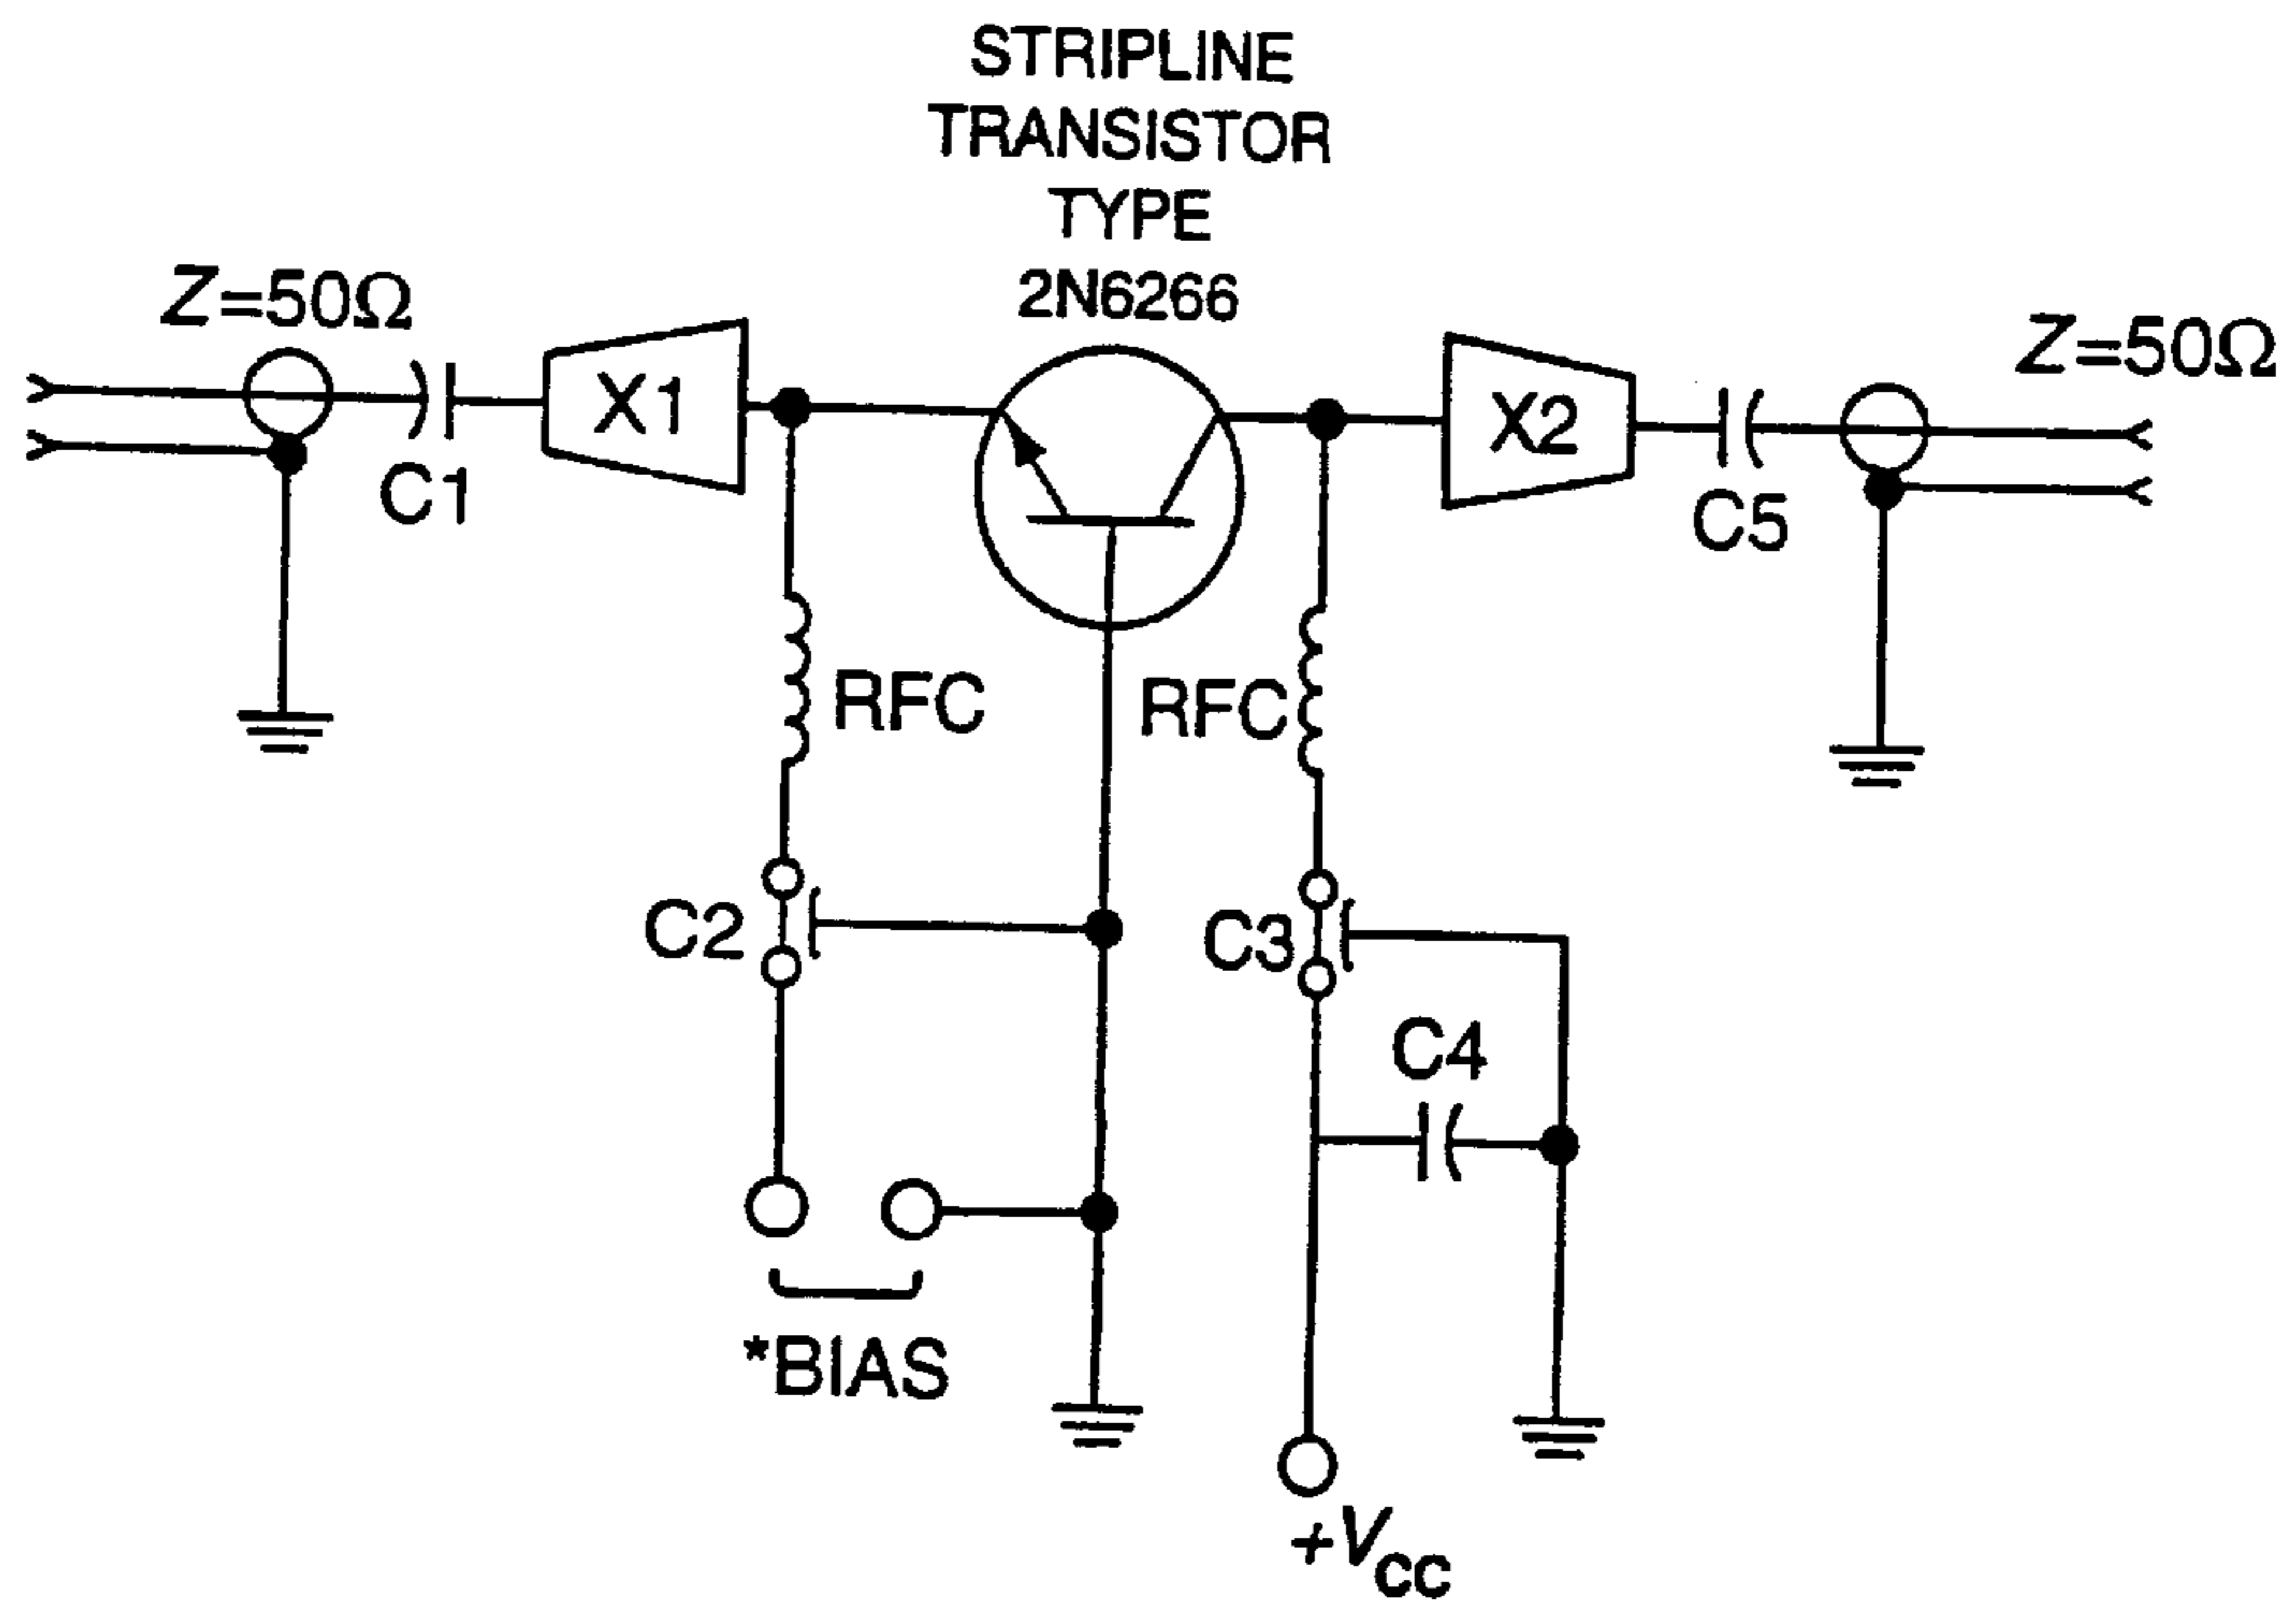 STRIPLINE
TRANSISTOR
TYPE
2N6266
Z=50Ω
Z=50Ω
X1
X2
C1
C5
RFC
RFC
C2
C3
C4
*BIAS
+VCC